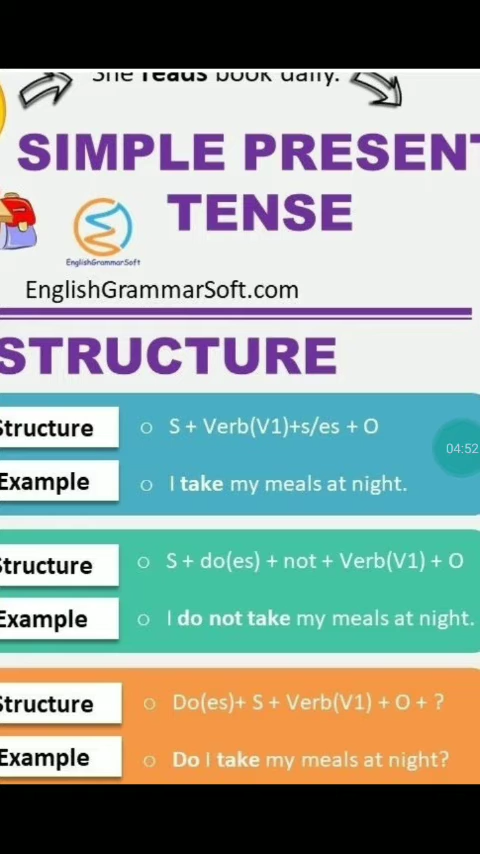 She reads book daily.
SIMPLE PRESENT
TENSE
EnglishGrammarSoft
EnglishGrammarSoft.com
STRUCTURE
Structure
○ S + Verb(V1)+s/es + O
04:52
Example
○ I take my meals at night.
Structure
○ S + do(es) + not + Verb(V1) + O
Example
○ I do not take my meals at night.
Structure
○ Do(es)+ S + Verb(V1) + O + ?
Example
○ Do I take my meals at night?